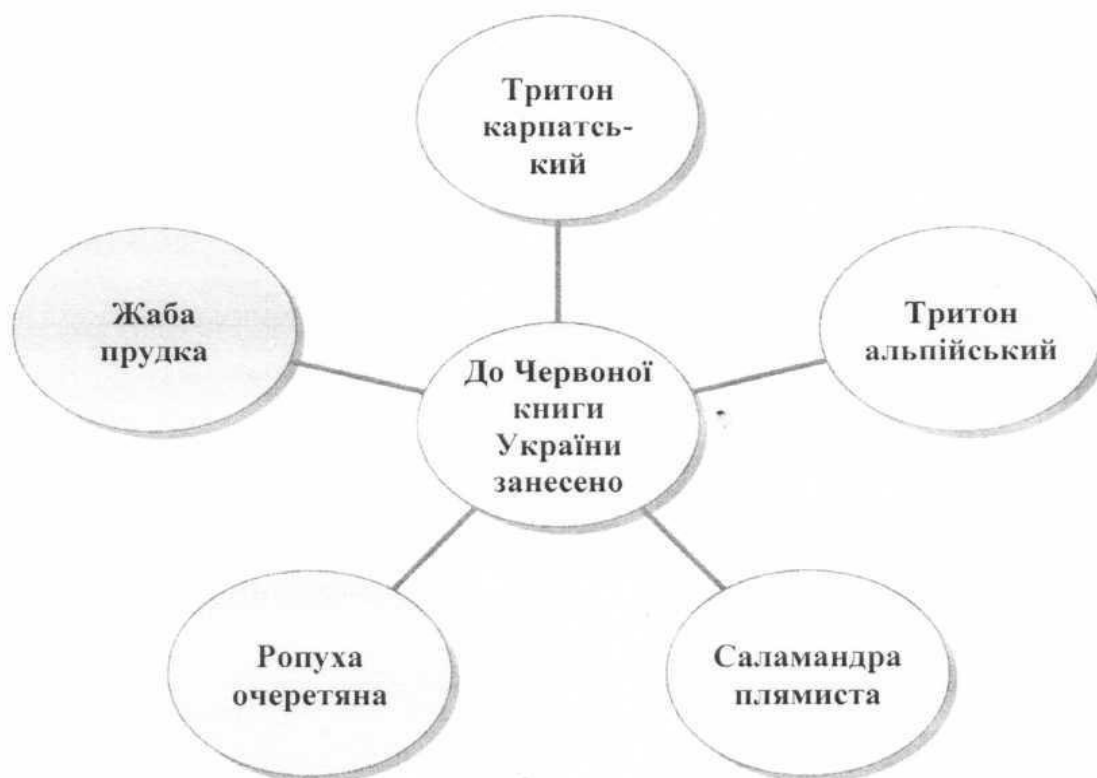 Тритон
карпатсь-
кий
Жаба
прудка
Тритон
альпійський
До Червоної
книги
України
занесено
Ропуха
очеретяна
Саламандра
плямиста